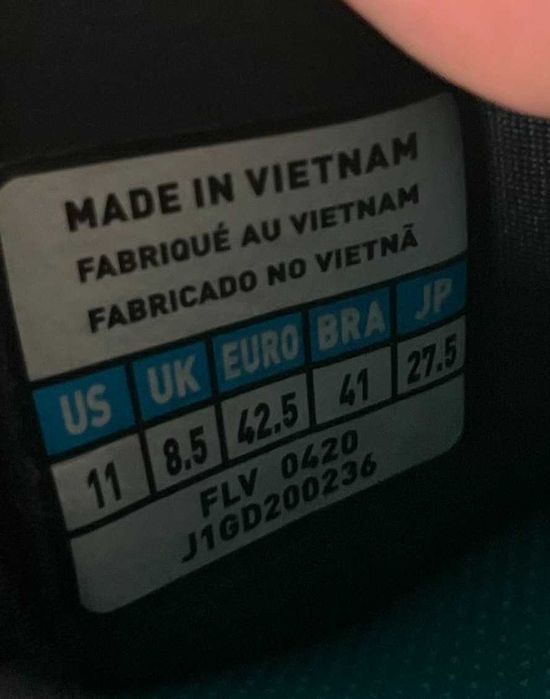 MADE IN VIETNAM
FABRIQUÉ AU VIETNAM
FABRICADO NO VIETNÃ
US UK EURO BRA JP
11 8.5 42.5 41 27.5
FLV 0420
J1GD200236